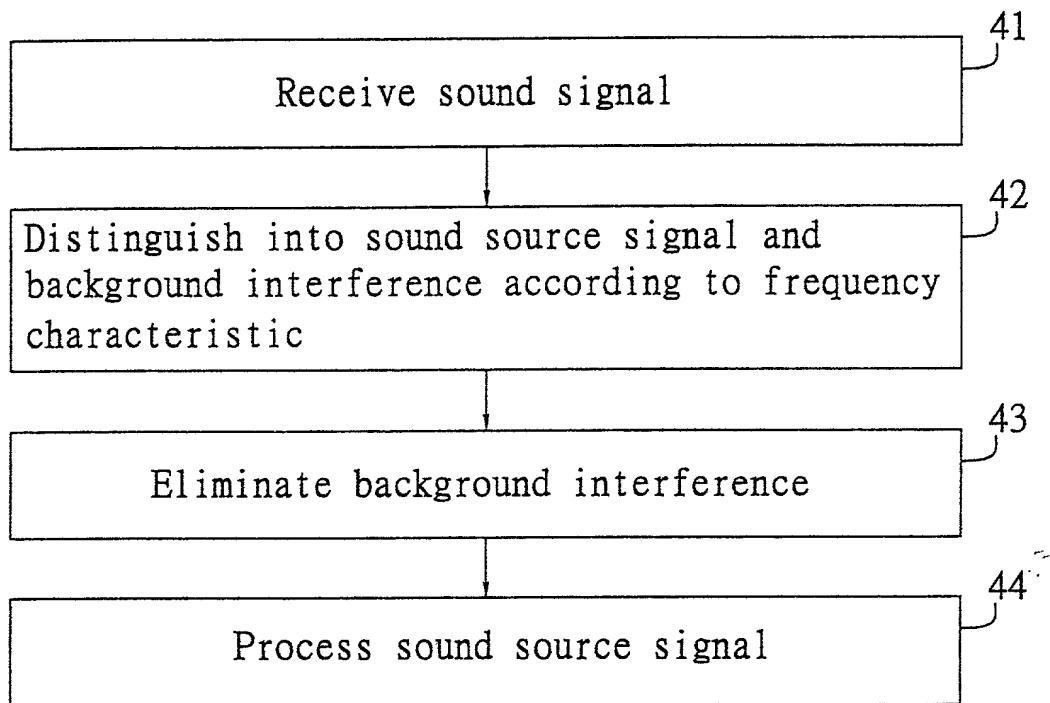 41
Receive sound signal
42
Distinguish into sound source signal and
background interference according to frequency
characteristic
43
Eliminate background interference
44
Process sound source signal